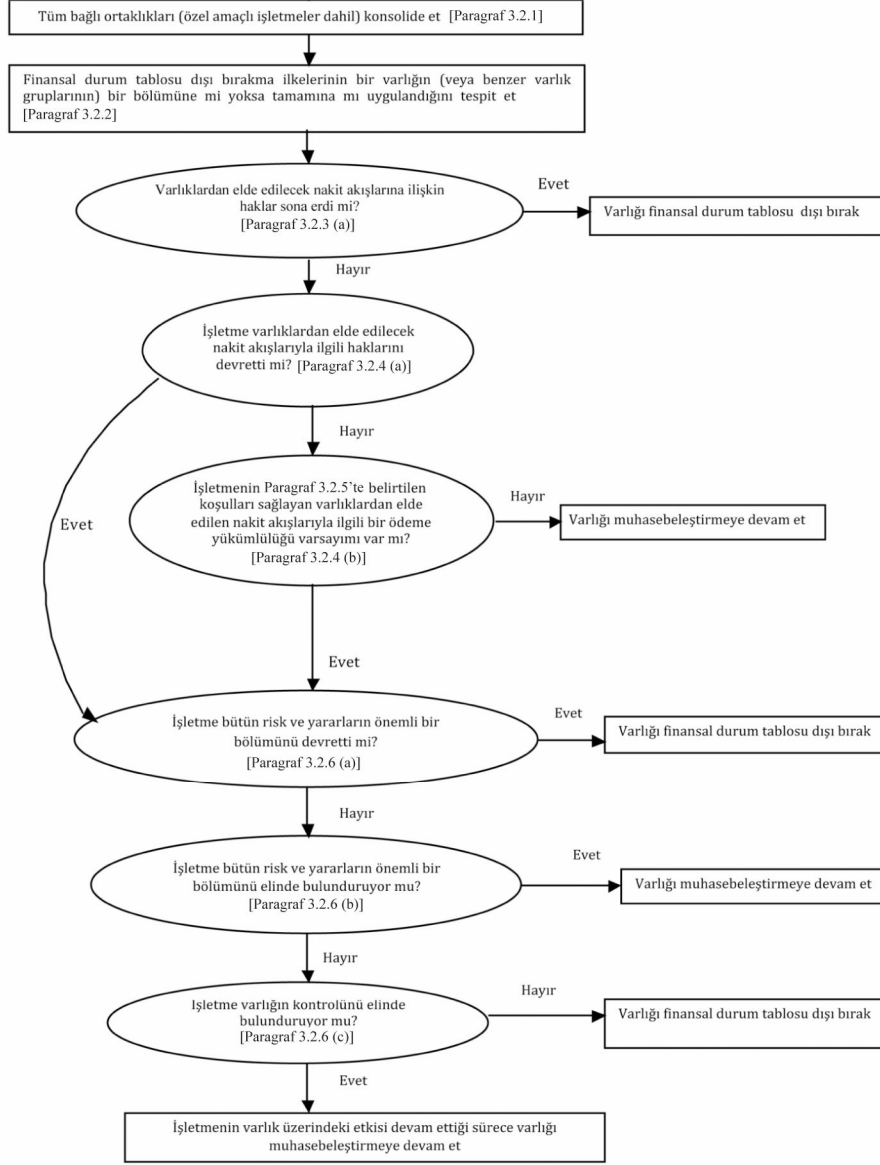 Tüm bağlı ortaklıkları (özel amaçlı işletmeler dahil) konsolide et [Paragraf 3.2.1]
Finansal durum tablosu dışı bırakma ilkelerinin bir varlığın (veya benzer varlık
gruplarının) bir bölümüne mi yoksa tamamına mı uygulandığını tespit et
[Paragraf 3.2.2]
Varlıklardan elde edilecek nakit akışlarına ilişkin
haklar sona erdi mi?
[Paragraf 3.2.3 (a)]
Evet
Varlığı finansal durum tablosu dışı bırak
Hayır
İşletme varlıklardan elde edilecek
nakit akışlarıyla ilgili haklarını
devretti mi? [Paragraf 3.2.4 (a)]
Hayır
Evet
İşletmenin Paragraf 3.2.5'te belirtilen
koşulları sağlayan varlıklardan elde
edilen nakit akışlarıyla ilgili bir ödeme
yükümlülüğü varsayımı var mı?
[Paragraf 3.2.4 (b)]
Hayır
Varlığı muhasebeleştirmeye devam et
Evet
İşletme bütün risk ve yararların önemli bir
bölümünü devretti mi?
[Paragraf 3.2.6 (a)]
Evet
Varlığı finansal durum tablosu dışı bırak
Hayır
İşletme bütün risk ve yararların önemli bir
bölümünü elinde bulunduruyor mu?
[Paragraf 3.2.6 (b)]
Evet
Varlığı muhasebeleştirmeye devam et
Hayır
İşletme varlığın kontrolünü elinde
bulunduruyor mu?
[Paragraf 3.2.6 (c)]
Hayır
Varlığı finansal durum tablosu dışı bırak
Evet
İşletmenin varlık üzerindeki etkisi devam ettiği sürece varlığı
muhasebeleştirmeye devam et